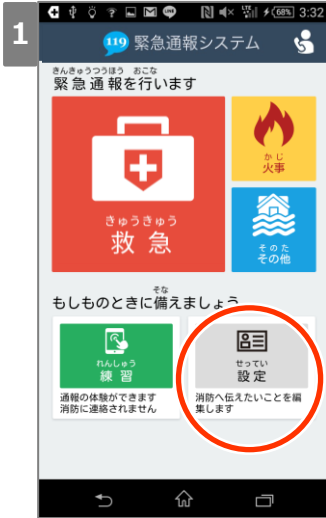 1
68% 3:32
119 緊急通報システム
きんきゅうつうほう おこな
緊急通報を行います
きゅうきゅう
救急
かじ
火事
そのた
その他
そな
もしものときに備えましょう
れんしゅう
練習
通報の体験ができます
消防に連絡されません
せってい
設定
消防へ伝えたいことを編
集します